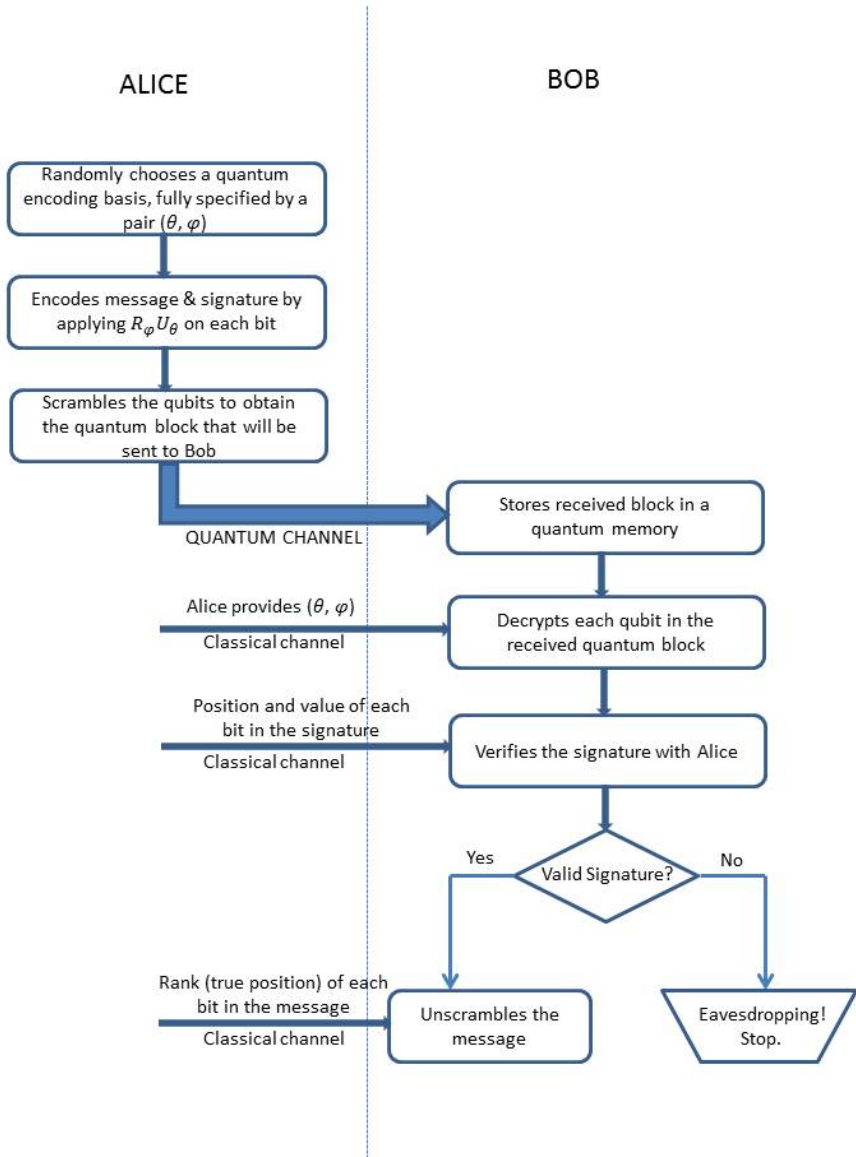 ALICE
BOB
Randomly chooses a quantum
encoding basis, fully specified by a
pair (θ, φ)
Encodes message & signature by
applying R_φ U_θ on each bit
Scrambles the qubits to obtain
the quantum block that will be
sent to Bob
QUANTUM CHANNEL
Stores received block in a
quantum memory
Alice provides (θ, φ)
Classical channel
Decrypts each qubit in the
received quantum block
Position and value of each
bit in the signature
Classical channel
Verifies the signature with Alice
Yes
Valid Signature?
No
Rank (true position) of each
bit in the message
Classical channel
Unscrambles the
message
Eavesdropping!
Stop.